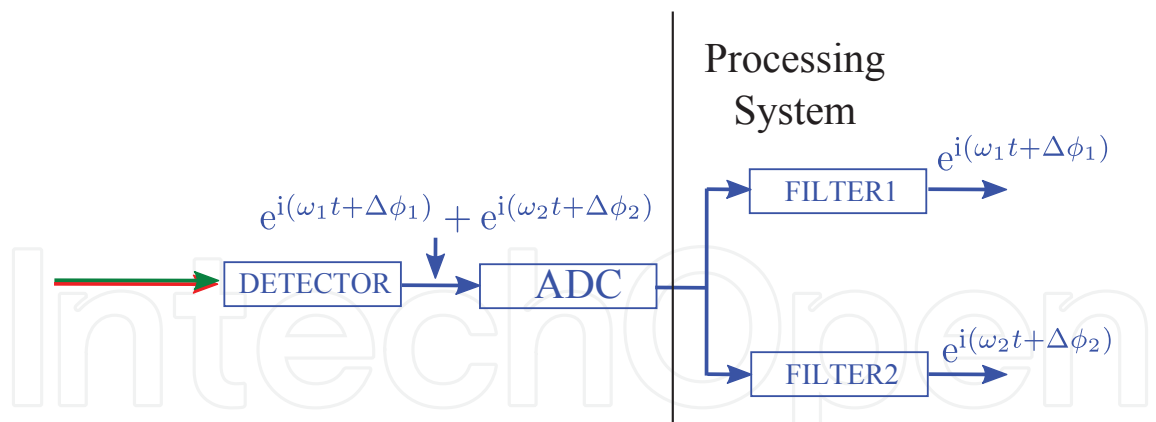 Processing
System
e^{i(ω₁t+Δϕ₁)}
FILTER1
e^{i(ω₁t+Δϕ₁)} + e^{i(ω₂t+Δϕ₂)}
DETECTOR
ADC
e^{i(ω₂t+Δϕ₂)}
FILTER2
IntechOpen